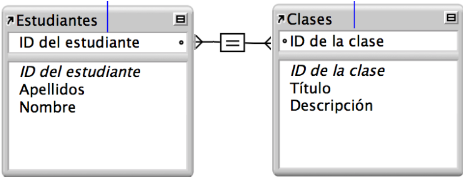 Estudiantes
ID del estudiante
ID del estudiante
Apellidos
Nombre
=
Clases
ID de la clase
ID de la clase
Título
Descripción